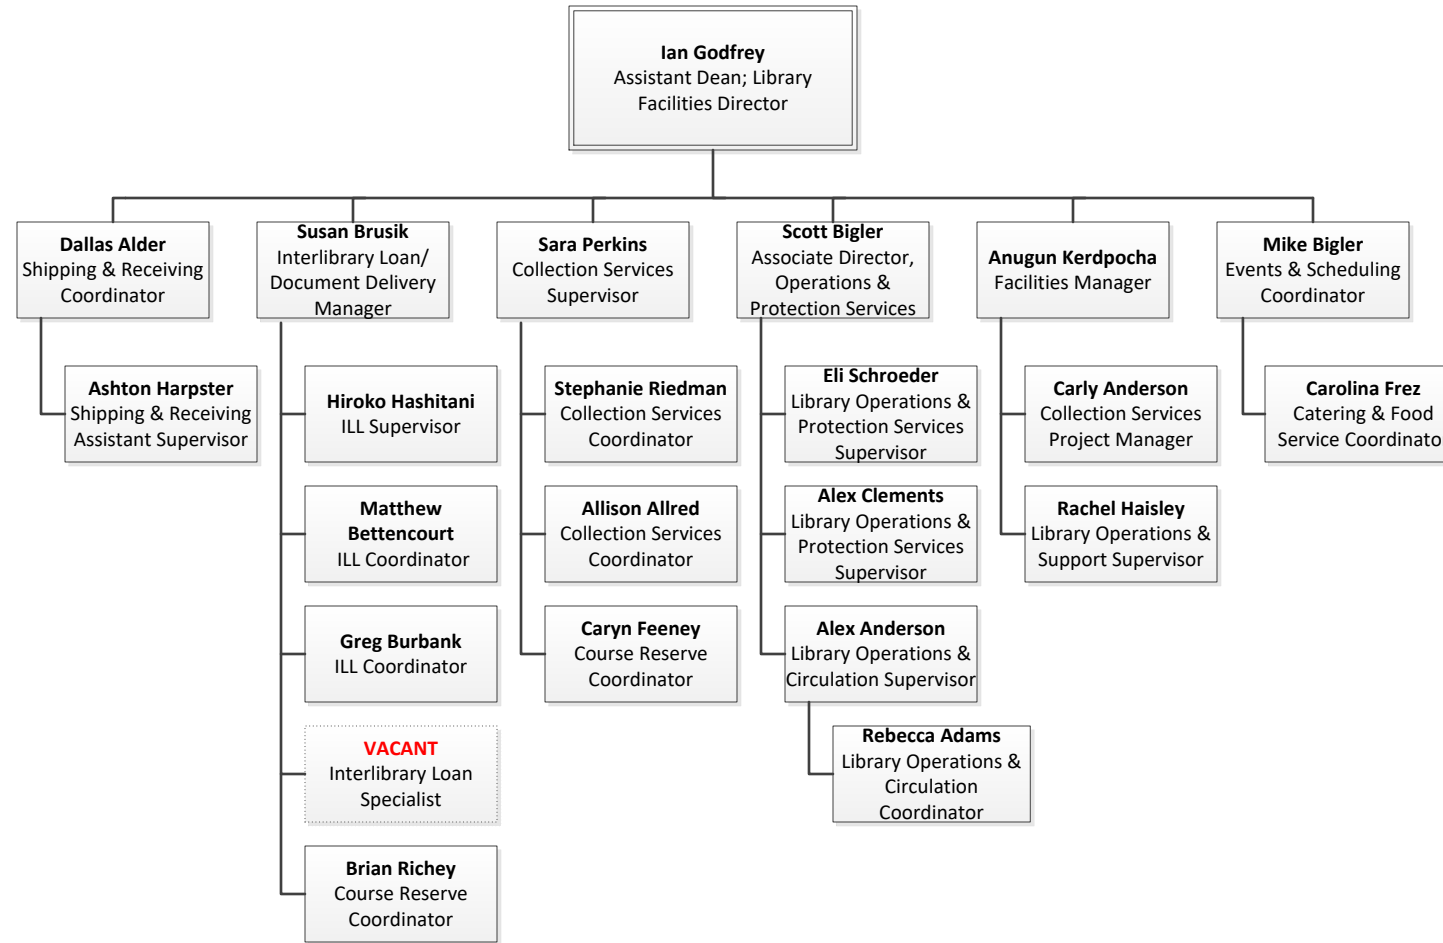 Ian Godfrey
Assistant Dean; Library
Facilities Director
Dallas Alder
Shipping & Receiving
Coordinator
Susan Brusik
Interlibrary Loan/
Document Delivery
Manager
Sara Perkins
Collection Services
Supervisor
Scott Bigler
Associate Director,
Operations &
Protection Services
Anugun Kerdpocha
Facilities Manager
Mike Bigler
Events & Scheduling
Coordinator
Ashton Harpster
Shipping & Receiving
Assistant Supervisor
Hiroko Hashitani
ILL Supervisor
Matthew
Bettencourt
ILL Coordinator
Greg Burbank
ILL Coordinator
VACANT
Interlibrary Loan
Specialist
Brian Richey
Course Reserve
Coordinator
Stephanie Riedman
Collection Services
Coordinator
Allison Allred
Collection Services
Coordinator
Caryn Feeney
Course Reserve
Coordinator
Eli Schroeder
Library Operations &
Protection Services
Supervisor
Alex Clements
Library Operations &
Protection Services
Supervisor
Alex Anderson
Library Operations &
Circulation Supervisor
Rebecca Adams
Library Operations &
Circulation
Coordinator
Carly Anderson
Collection Services
Project Manager
Rachel Haisley
Library Operations &
Support Supervisor
Carolina Frez
Catering & Food
Service Coordinato